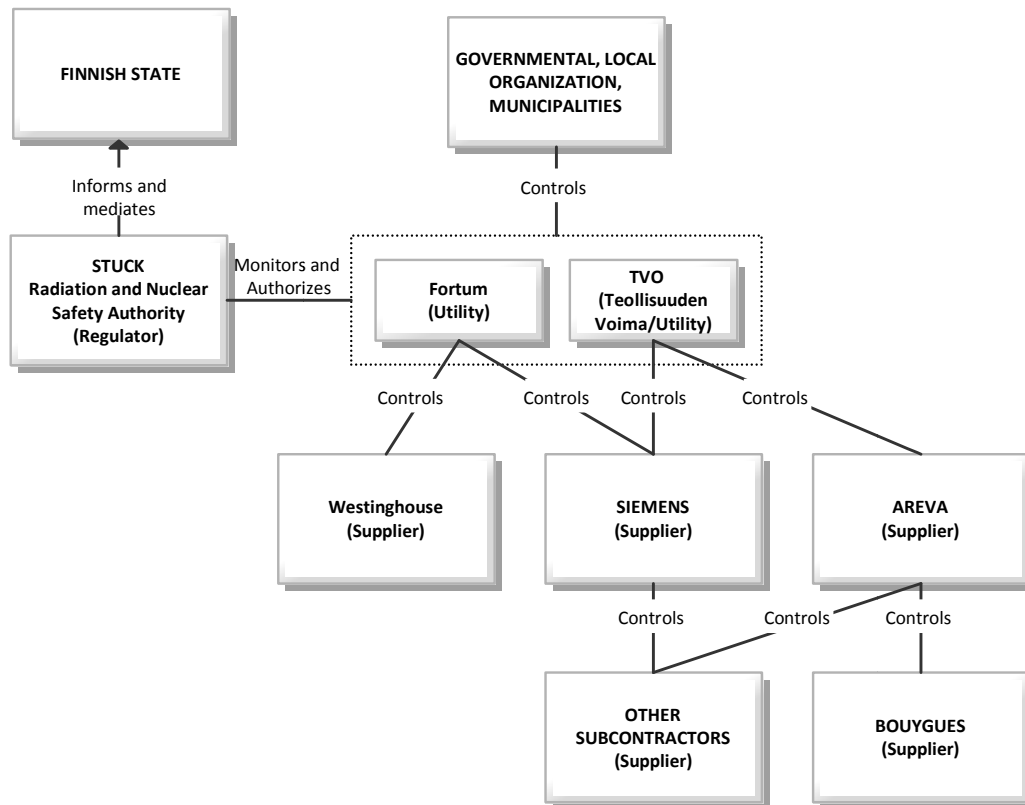 FINNISH STATE
GOVERNMENTAL, LOCAL
ORGANIZATION,
MUNICIPALITIES
Informs and
mediates
Controls
STUCK
Radiation and Nuclear
Safety Authority
(Regulator)
Monitors and
Authorizes
Fortum
(Utility)
TVO
(Teollisuuden
Voima/Utility)
Controls
Controls
Controls
Controls
Westinghouse
(Supplier)
SIEMENS
(Supplier)
AREVA
(Supplier)
Controls
Controls
Controls
OTHER
SUBCONTRACTORS
(Supplier)
BOUYGUES
(Supplier)